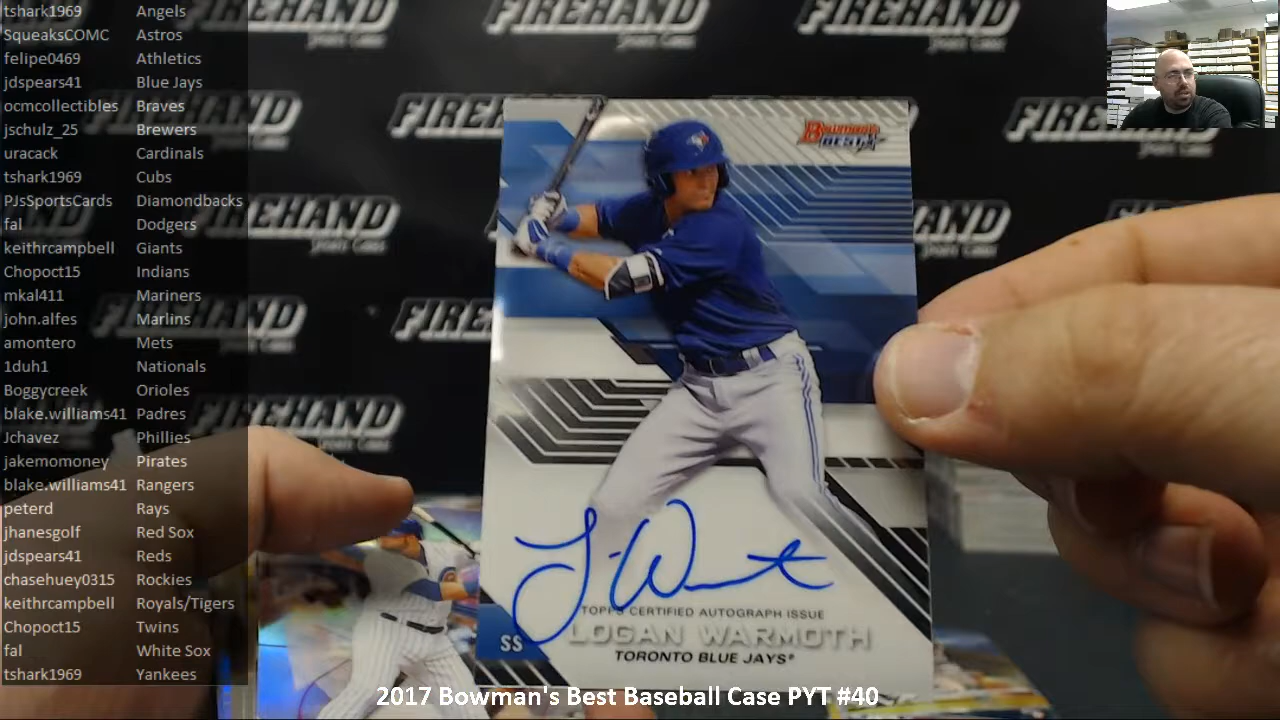 tshark1969 Angels
SqueaksCOMC Astros
felipe0469 Athletics
jdspears41 Blue Jays
ocmcollectibles Braves
jschulz_25 Brewers
uracack Cardinals
tshark1969 Cubs
PJsSportsCards Diamondbacks
fal Dodgers
keithrcampbell Giants
Chopoct15 Indians
mkal411 Mariners
john.alfes Marlins
amontero Mets
1duh1 Nationals
Boggycreek Orioles
blake.williams41 Padres
Jchavez Phillies
jakemomoney Pirates
blake.williams41 Rangers
peterd Rays
jhanesgolf Red Sox
jdspears41 Reds
chasehuey0315 Rockies
keithrcampbell Royals/Tigers
Chopoct15 Twins
fal White Sox
tshark1969 Yankees
FIREHAND
FIREHAND
FIREHAND
Bowman's
BEST
TOPPS CERTIFIED AUTOGRAPH ISSUE
SS LOGAN WARMOTH
TORONTO BLUE JAYS
2017 Bowman's Best Baseball Case PYT #40